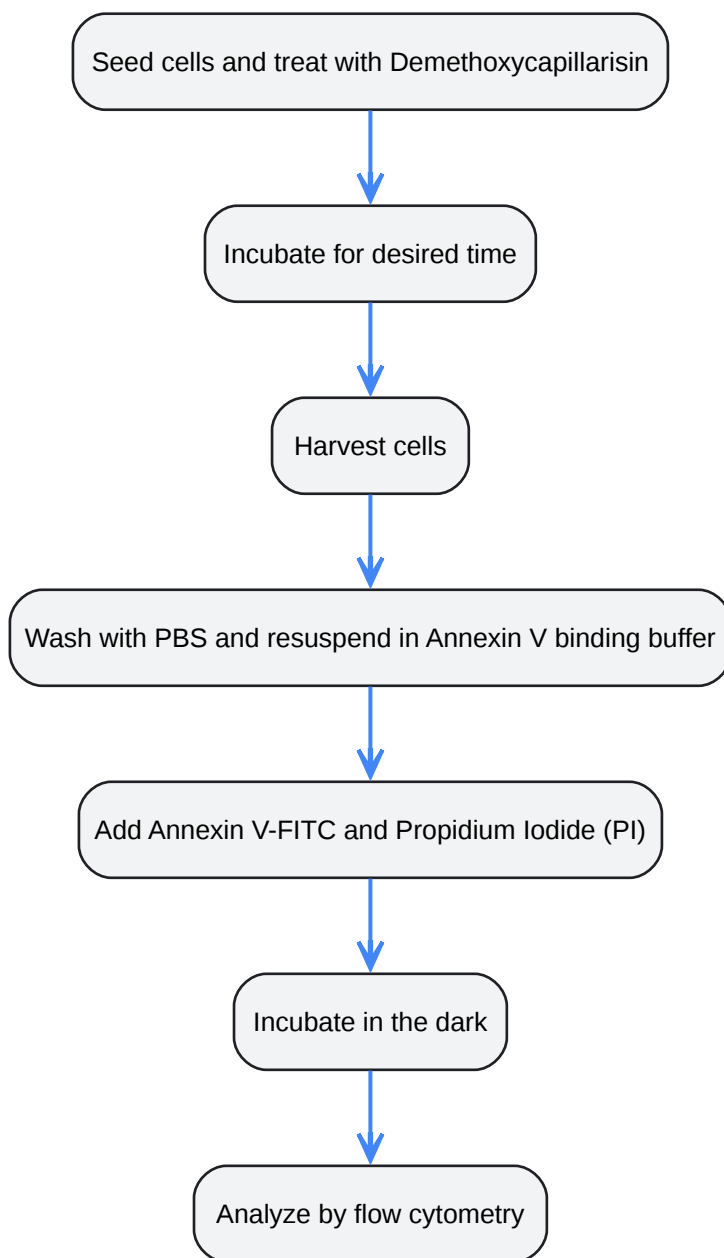 Seed cells and treat with Demethoxycapillarisin
Incubate for desired time
Harvest cells
Wash with PBS and resuspend in Annexin V binding buffer
Add Annexin V-FITC and Propidium Iodide (PI)
Incubate in the dark
Analyze by flow cytometry